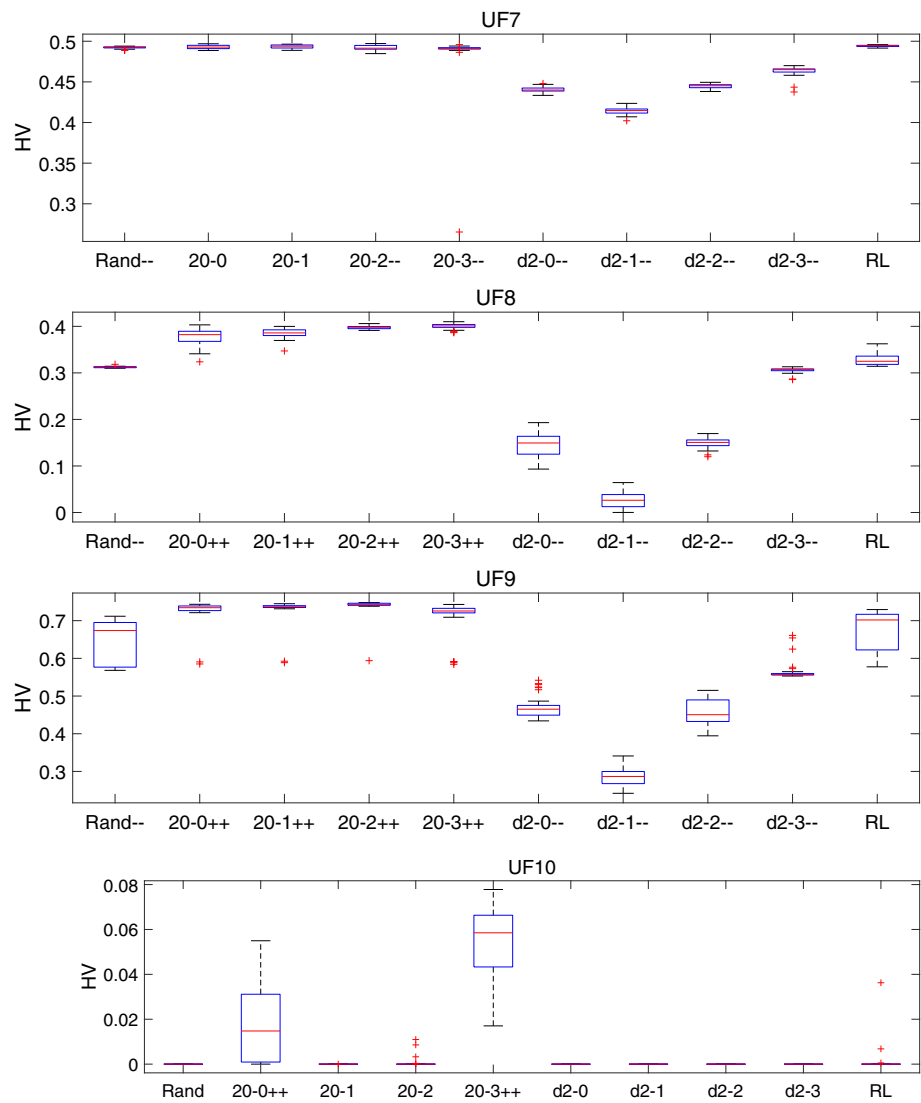 UF7
0.5
0.45
0.4
0.35
0.3
HV
Rand-- 20-0 20-1 20-2-- 20-3-- d2-0-- d2-1-- d2-2-- d2-3-- RL
UF8
0.4
0.3
0.2
0.1
0
HV
Rand-- 20-0++ 20-1++ 20-2++ 20-3++ d2-0-- d2-1-- d2-2-- d2-3-- RL
UF9
0.7
0.6
0.5
0.4
0.3
HV
Rand-- 20-0++ 20-1++ 20-2++ 20-3++ d2-0-- d2-1-- d2-2-- d2-3-- RL
UF10
0.08
0.06
0.04
0.02
0
HV
Rand 20-0++ 20-1 20-2 20-3++ d2-0 d2-1 d2-2 d2-3 RL